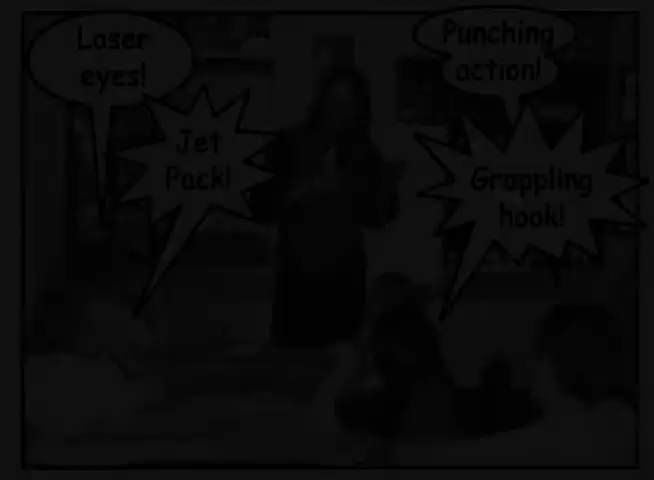 Laser
eyes!
Jet
Pack!
Punching
action!
Grappling
hook!